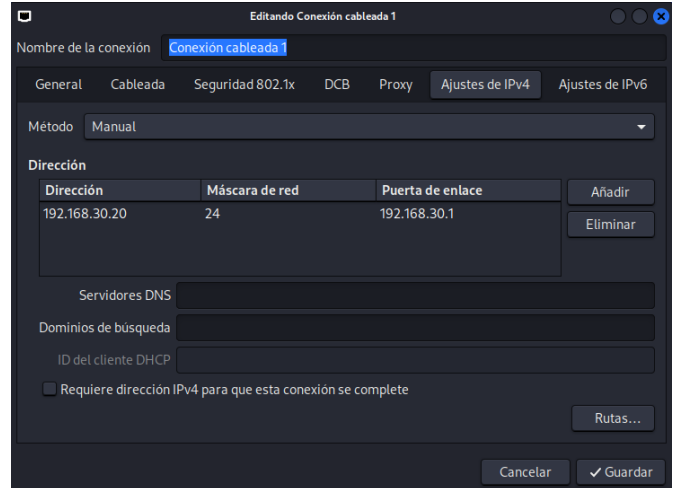 Editando Conexión cableada 1
Nombre de la conexión Conexión cableada 1
General Cableada Seguridad 802.1x DCB Proxy Ajustes de IPv4 Ajustes de IPv6
Método Manual
Dirección
Dirección Máscara de red Puerta de enlace Añadir
192.168.30.20 24 192.168.30.1
Eliminar
Servidores DNS
Dominios de búsqueda
ID del cliente DHCP
Requiere dirección IPv4 para que esta conexión se complete
Rutas...
Cancelar Guardar